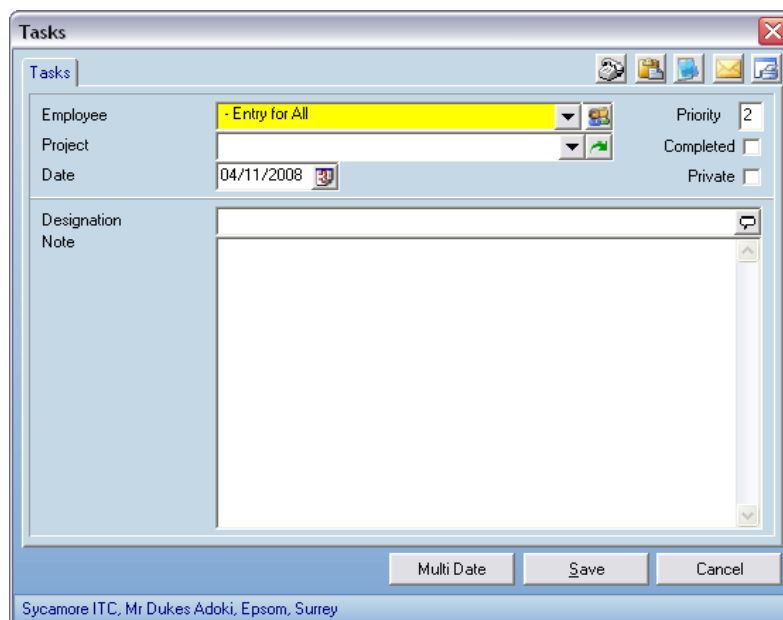 Tasks
Tasks
Employee - Entry for All Priority 2
Project Completed
Date 04/11/2008 Private
Designation
Note
Multi Date Save Cancel
Sycamore ITC, Mr Dukes Adoki, Epsom, Surrey